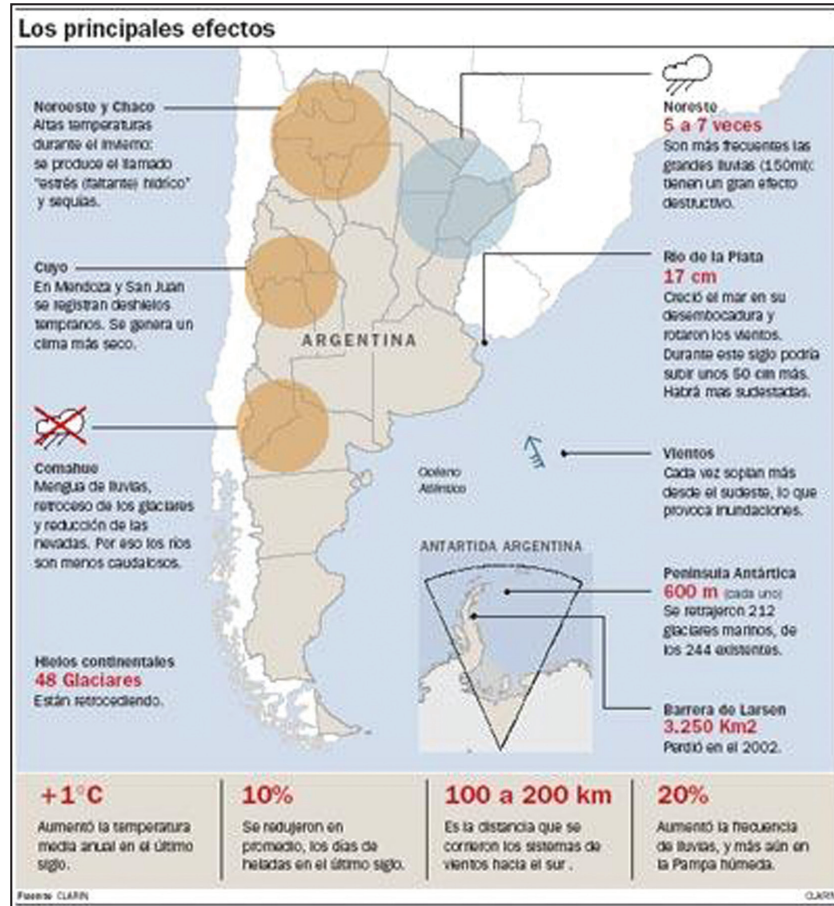 Los principales efectos
Noroeste y Chaco
Altas temperaturas
durante el invierno:
se produce el llamado
"estrés (faltante) hídrico"
y sequías.
Cuyo
En Mendoza y San Juan
se registran deshielos
tempranos. Se genera un
clima más seco.
Comahue
Mengua de lluvias,
retroceso de los glaciares
y reducción de las
nevadas. Por eso los ríos
son menos caudalosos.
Hielos continentales
48 Glaciares
Están retrocediendo.
ARGENTINA
Océano
Atlántico
ANTARTIDA ARGENTINA
Noreste
5 a 7 veces
Son más frecuentes las
grandes lluvias (150ml):
tienen un gran efecto
destructivo.
Río de la Plata
17 cm
Creció el mar en su
desembocadura y
rotaron los vientos.
Durante este siglo podría
subir unos 50 cm más.
Habrá mas sudestadas.
Vientos
Cada vez soplan más
desde el sudeste, lo que
provoca inundaciones.
Península Antártica
600 m (cada uno)
Se retrajeron 212
glaciares marinos, de
los 244 existentes.
Barrera de Larsen
3.250 Km2
Perdió en el 2002.
+1°C
Aumentó la temperatura
media anual en el último
siglo.
10%
Se redujeron en
promedio, los días de
heladas en el último siglo.
100 a 200 km
Es la distancia que se
corrieron los sistemas de
vientos hacia el sur .
20%
Aumentó la frecuencia
de lluvias, y más aún en
la Pampa húmeda.
Fuente CLARIN
CLARIN